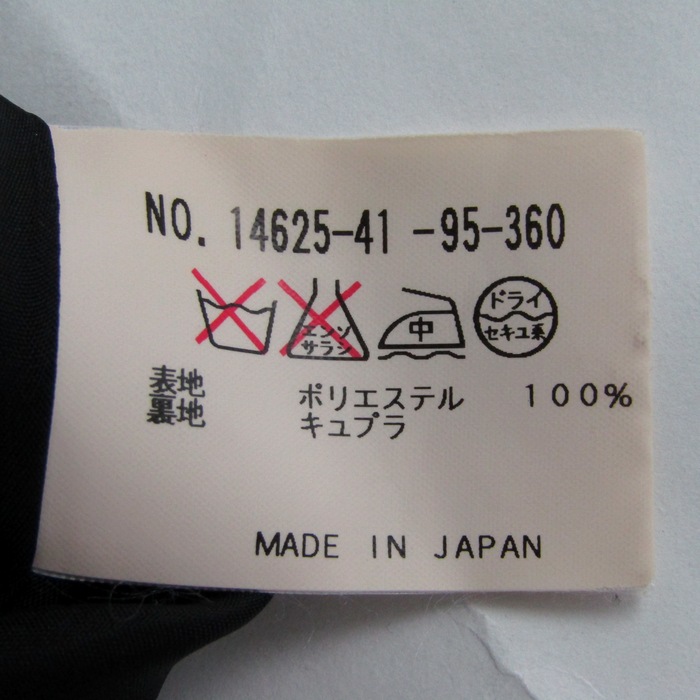 NO. 14625-41 -95-360
エンソ
サラシ
中
ドライ
セキユ系
表地 ポリエステル 100%
裏地 キュプラ
MADE IN JAPAN